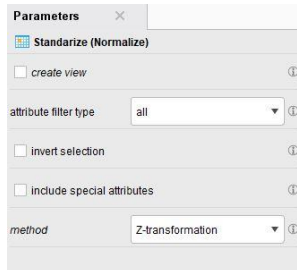 Parameters
Standarize (Normalize)
create view
attribute filter type all
invert selection
include special attributes
method Z-transformation